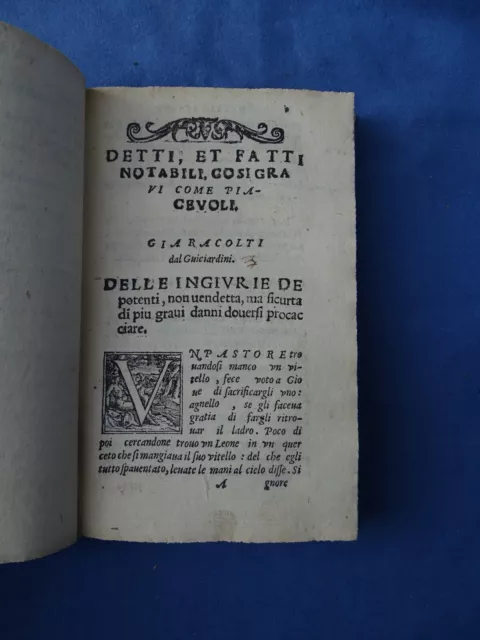 DETTI, ET FATTI
NOTABILI, COSI GRA
VI COME PIA-
CEVOLI.
GIA RACOLTI
dal Guiciardini.
DELLE INGIVRIE DE
potenti, non uendetta, ma sicurta
di piu graui danni douersi procac
ciare.
VN PASTORE tro
uandosi manco vn vi-
tello, fece voto a Gio
ue di sacrificargli vno:
agnello, se gli faceua
gratia di fargli ritro-
uar il ladro. Poco di
poi cercandone trouo vn Leone in vn quer
ceto che si mangiaua il suo vitello: del che egli
tutto spauentato, leuate le mani al cielo disse. Si
A gnore